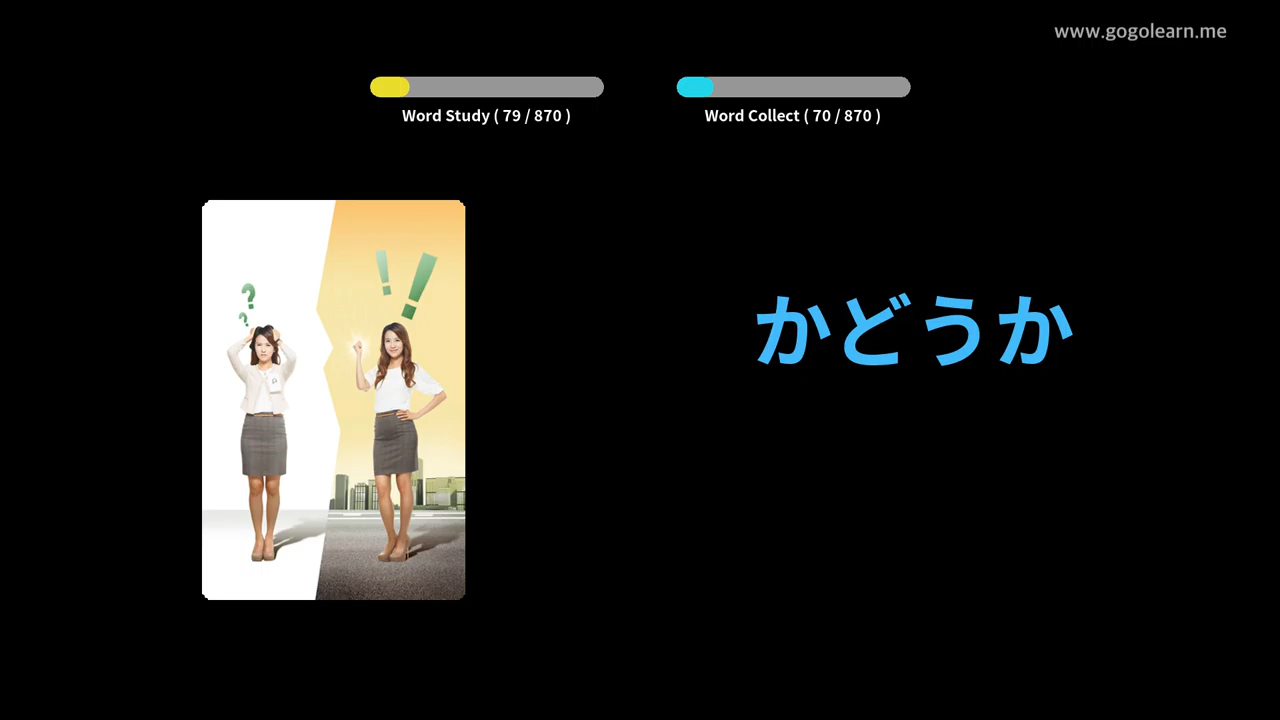 www.gogolearn.me
Word Study ( 79 / 870 )
Word Collect ( 70 / 870 )
? ?
! !
かどうか